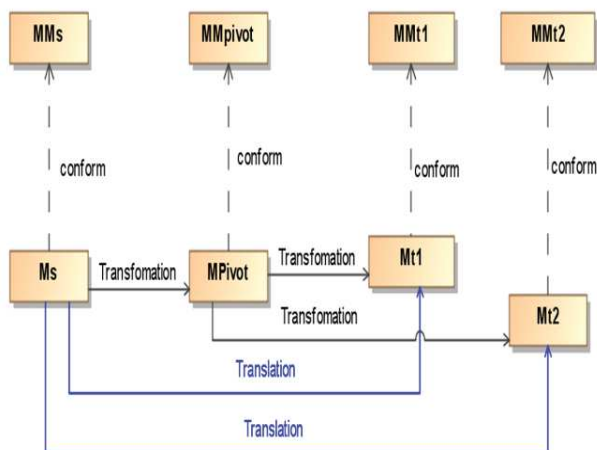 MMs
MMpivot
MMt1
MMt2
conform
conform
conform
conform
Ms
Transfomation
MPivot
Transfomation
Mt1
Transfomation
Mt2
Translation
Translation